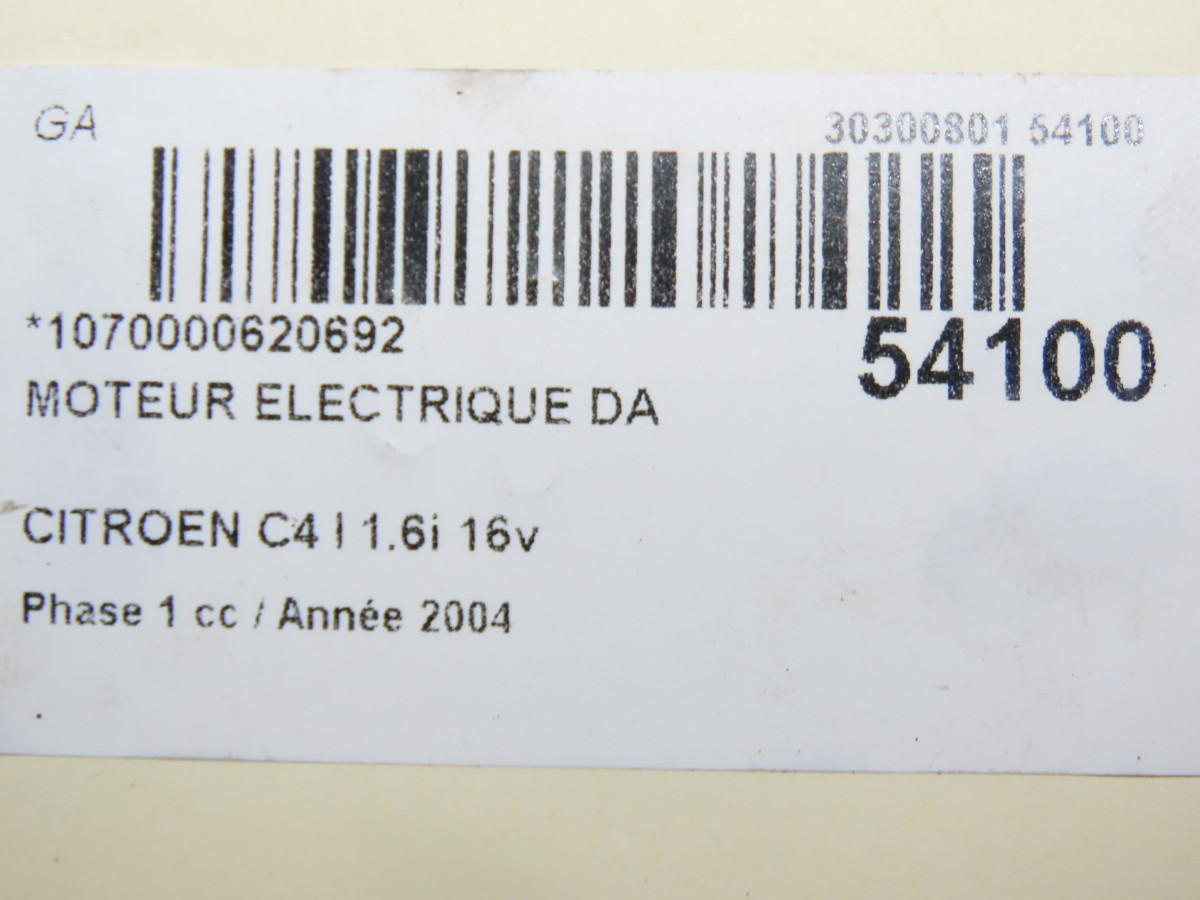 GA
30300801 54100
*1070000620692
54100
MOTEUR ELECTRIQUE DA
CITROEN C4 I 1.6i 16v
Phase 1 cc / Année 2004